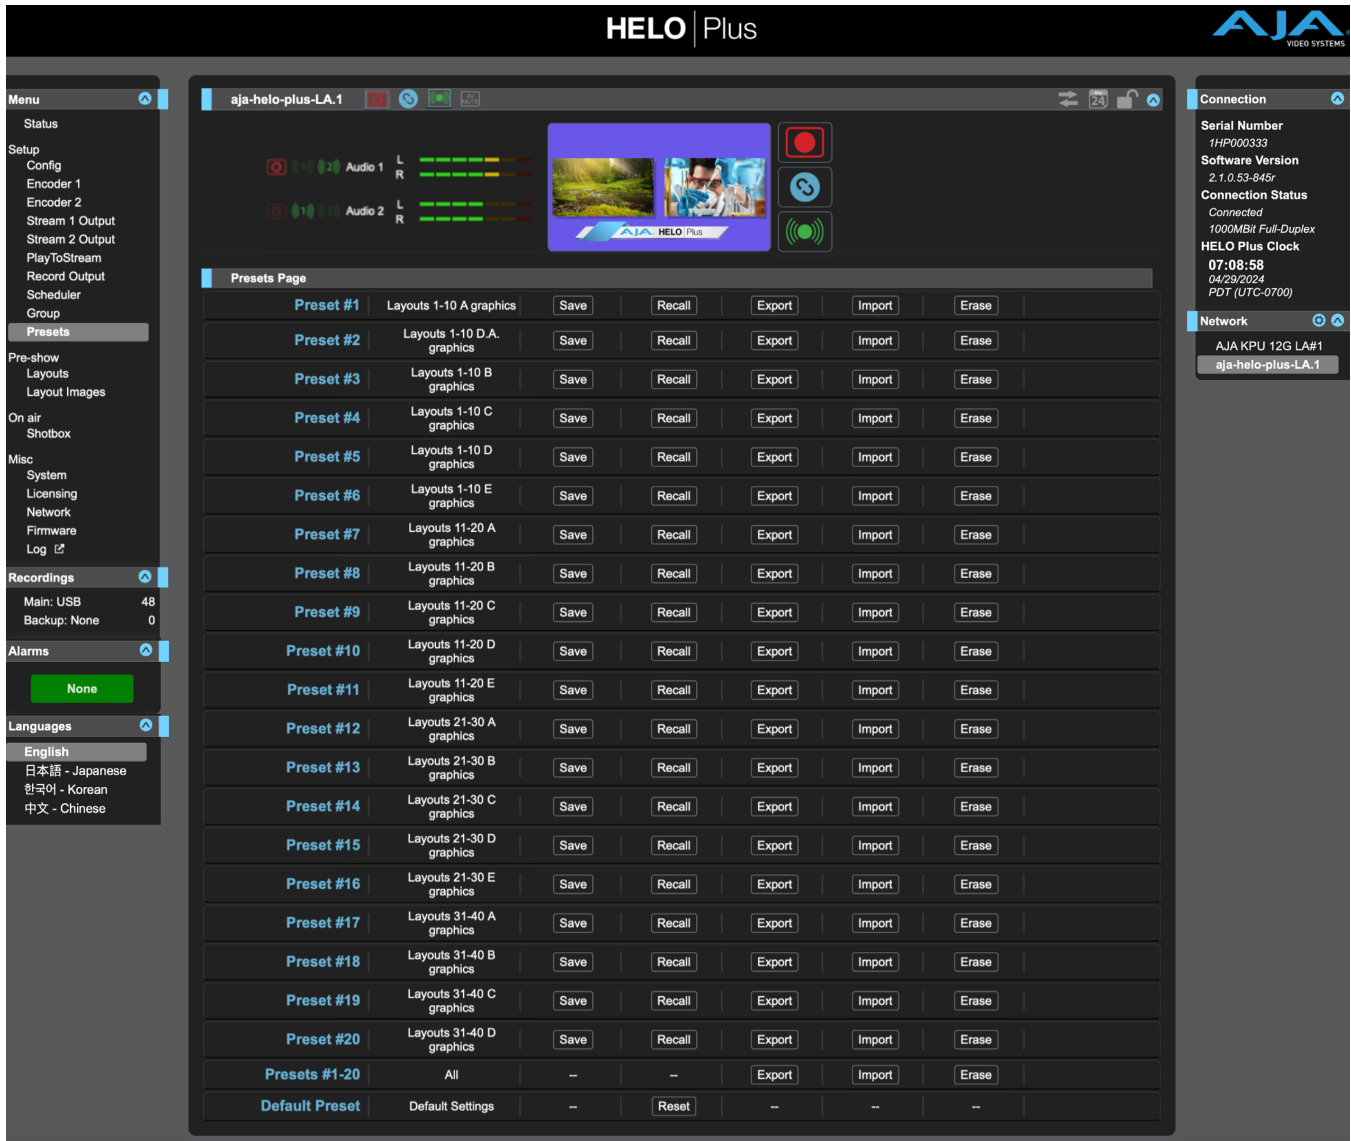 HELO Plus
AJA
VIDEO SYSTEMS
Menu
Status
Setup
Config
Encoder 1
Encoder 2
Stream 1 Output
Stream 2 Output
PlayToStream
Record Output
Scheduler
Group
Presets
Pre-show
Layouts
Layout Images
On air
Shotbox
Misc
System
Licensing
Network
Firmware
Log
Recordings
Main: USB 48
Backup: None 0
Alarms
None
Languages
English
日本語 - Japanese
한국어 - Korean
中文 - Chinese
aja-helo-plus-LA.1
AV MUTE
24
1 2 Audio 1 L
R
1 2 Audio 2 L
R
AJA HELO Plus
Presets Page
Preset #1 Layouts 1-10 A graphics Save Recall Export Import Erase
Preset #2 Layouts 1-10 D.A. graphics Save Recall Export Import Erase
Preset #3 Layouts 1-10 B graphics Save Recall Export Import Erase
Preset #4 Layouts 1-10 C graphics Save Recall Export Import Erase
Preset #5 Layouts 1-10 D graphics Save Recall Export Import Erase
Preset #6 Layouts 1-10 E graphics Save Recall Export Import Erase
Preset #7 Layouts 11-20 A graphics Save Recall Export Import Erase
Preset #8 Layouts 11-20 B graphics Save Recall Export Import Erase
Preset #9 Layouts 11-20 C graphics Save Recall Export Import Erase
Preset #10 Layouts 11-20 D graphics Save Recall Export Import Erase
Preset #11 Layouts 11-20 E graphics Save Recall Export Import Erase
Preset #12 Layouts 21-30 A graphics Save Recall Export Import Erase
Preset #13 Layouts 21-30 B graphics Save Recall Export Import Erase
Preset #14 Layouts 21-30 C graphics Save Recall Export Import Erase
Preset #15 Layouts 21-30 D graphics Save Recall Export Import Erase
Preset #16 Layouts 21-30 E graphics Save Recall Export Import Erase
Preset #17 Layouts 31-40 A graphics Save Recall Export Import Erase
Preset #18 Layouts 31-40 B graphics Save Recall Export Import Erase
Preset #19 Layouts 31-40 C graphics Save Recall Export Import Erase
Preset #20 Layouts 31-40 D graphics Save Recall Export Import Erase
Presets #1-20 All -- -- Export Import Erase
Default Preset Default Settings -- Reset -- -- --
Connection
Serial Number
1HP000333
Software Version
2.1.0.53-845r
Connection Status
Connected
1000MBit Full-Duplex
HELO Plus Clock
07:08:58
04/29/2024
PDT (UTC-0700)
Network
AJA KPU 12G LA#1
aja-helo-plus-LA.1